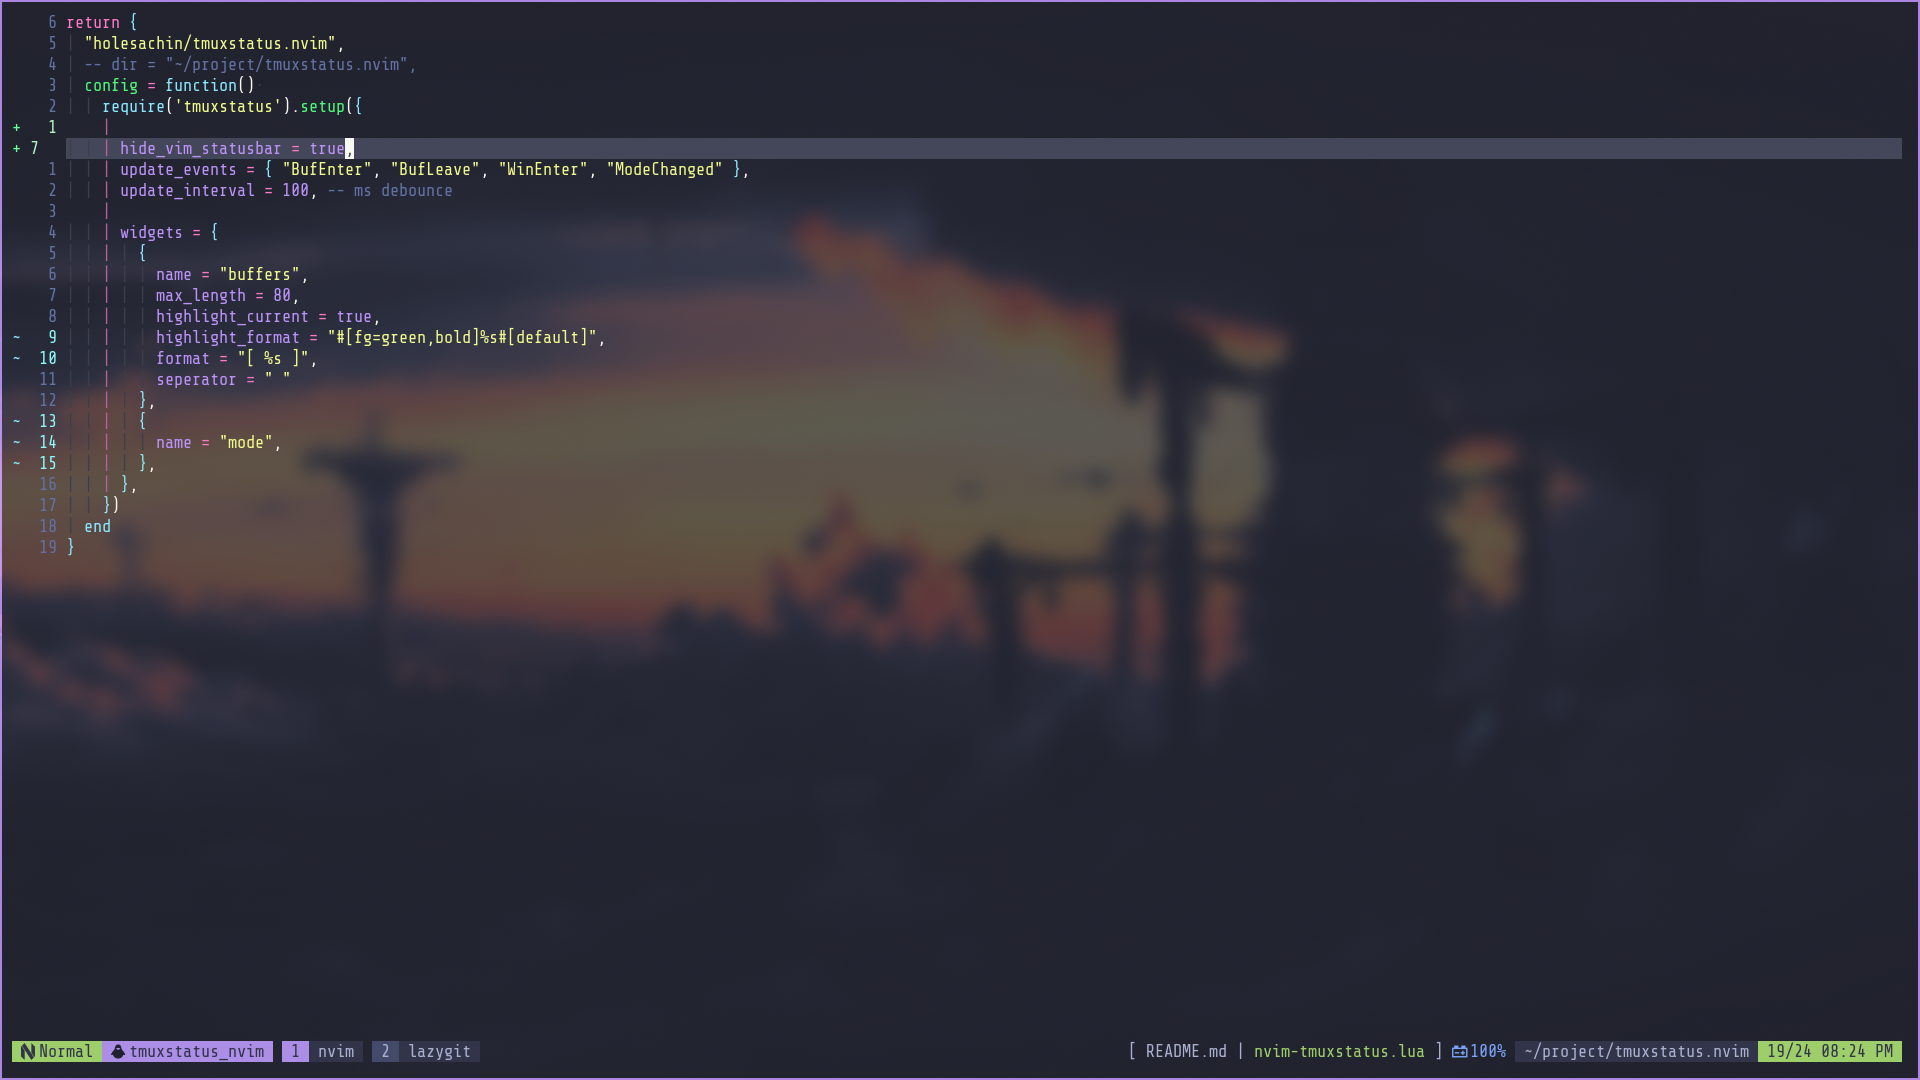 6 return {
5 "holesachin/tmuxstatus.nvim",
4 -- dir = "~/project/tmuxstatus.nvim",
3 config = function()
2 require('tmuxstatus').setup({
+ 1
+ 7 hide_vim_statusbar = true,
1 update_events = { "BufEnter", "BufLeave", "WinEnter", "ModeChanged" },
2 update_interval = 100, -- ms debounce
3
4 widgets = {
5 {
6 name = "buffers",
7 max_length = 80,
8 highlight_current = true,
~ 9 highlight_format = "#[fg=green,bold]%s#[default]",
~ 10 format = "[ %s ]",
11 seperator = " "
12 },
~ 13 {
~ 14 name = "mode",
~ 15 },
16 },
17 })
18 end
19 }
Normal tmuxstatus_nvim 1 nvim 2 lazygit [ README.md | nvim-tmuxstatus.lua ] 100% ~/project/tmuxstatus.nvim 19/24 08:24 PM